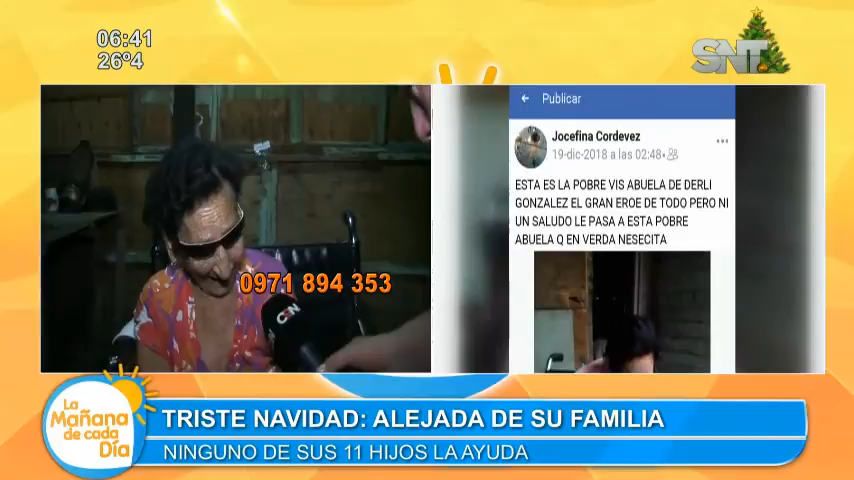 06:41
26º4
SNT
Publicar
Jocefina Cordevez
19-dic-2018 a las 02:48
ESTA ES LA POBRE VIS ABUELA DE DERLI
GONZALEZ EL GRAN EROE DE TODO PERO NI
UN SALUDO LE PASA A ESTA POBRE
ABUELA Q EN VERDA NESECITA
0971 894 353
La
Mañana
de cada
Día
TRISTE NAVIDAD: ALEJADA DE SU FAMILIA
NINGUNO DE SUS 11 HIJOS LA AYUDA